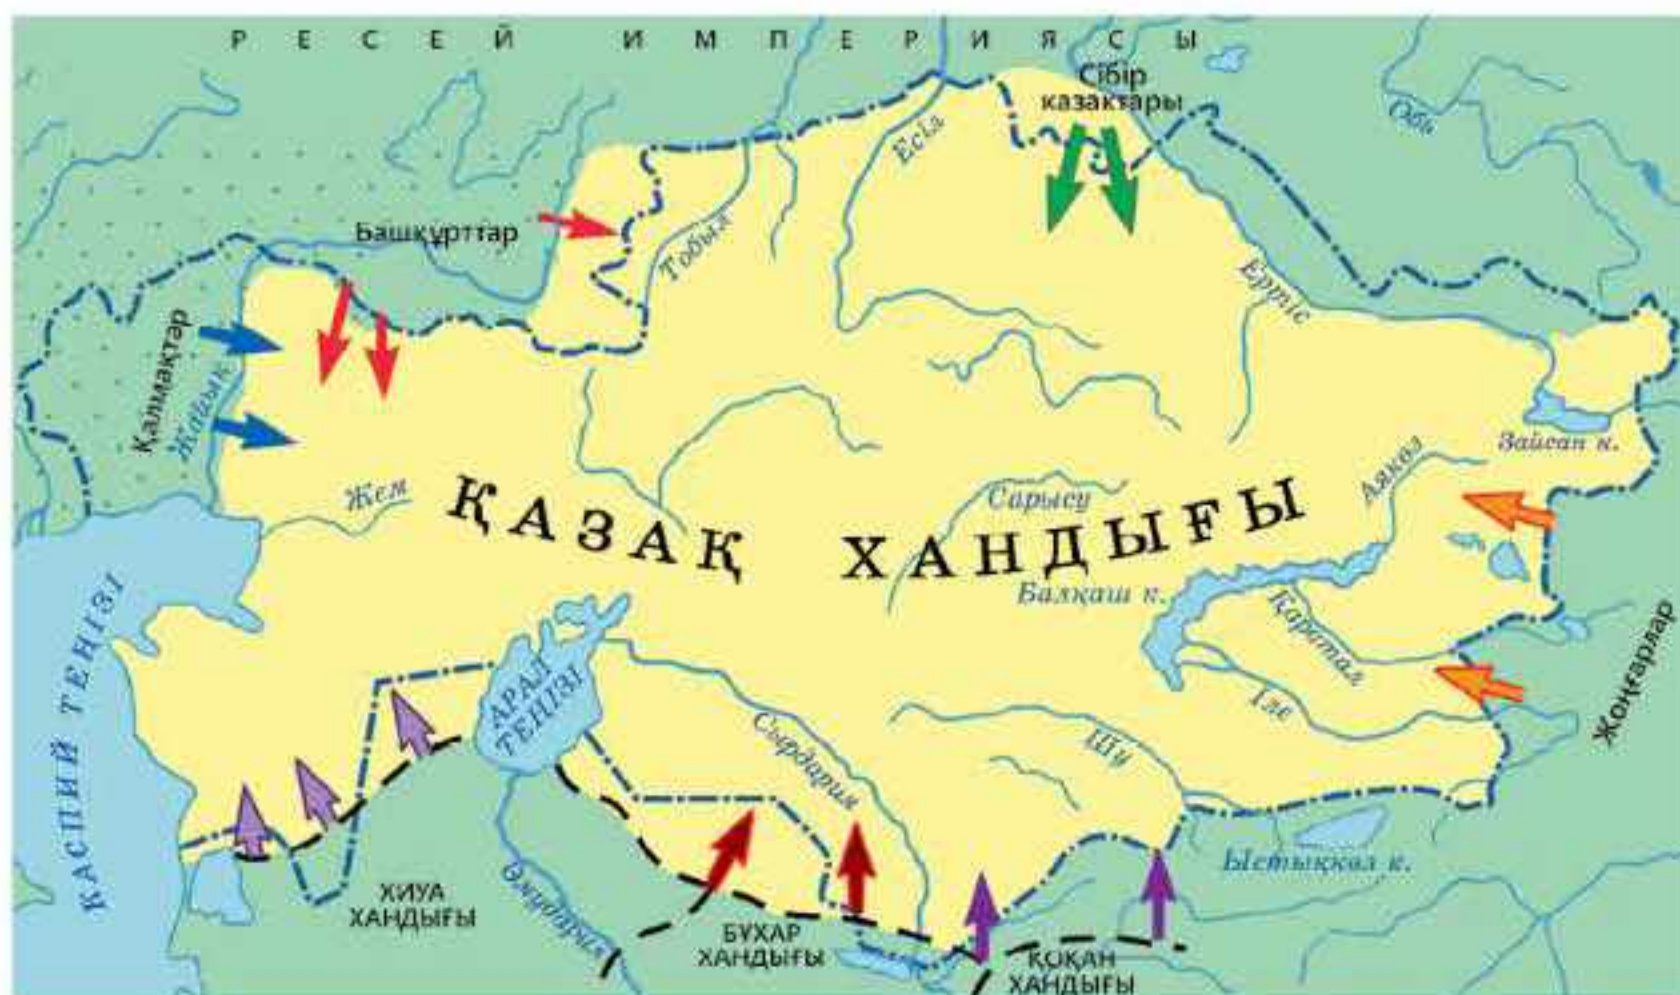 РЕСЕЙ ИМПЕРИЯСЫ
Сібір
казактары
Обь
Есіл
Башқұрттар
Тобыл
Ертіс
Қалмақтар
Жайық
Зайсан к.
Жем
Аякөз
Сарысу
ҚАЗАҚ ХАНДЫҒЫ
Балқаш к.
Қаратал
Жоңғарлар
КАСПИЙ ТЕҢІЗІ
АРАЛ
ТЕҢІЗІ
Іле
Сырдария
Шу
Ыстықкөл к.
Әмудария
ХИУА
ХАНДЫҒЫ
БҰХАР
ХАНДЫҒЫ
ҚОҚАН
ХАНДЫҒЫ